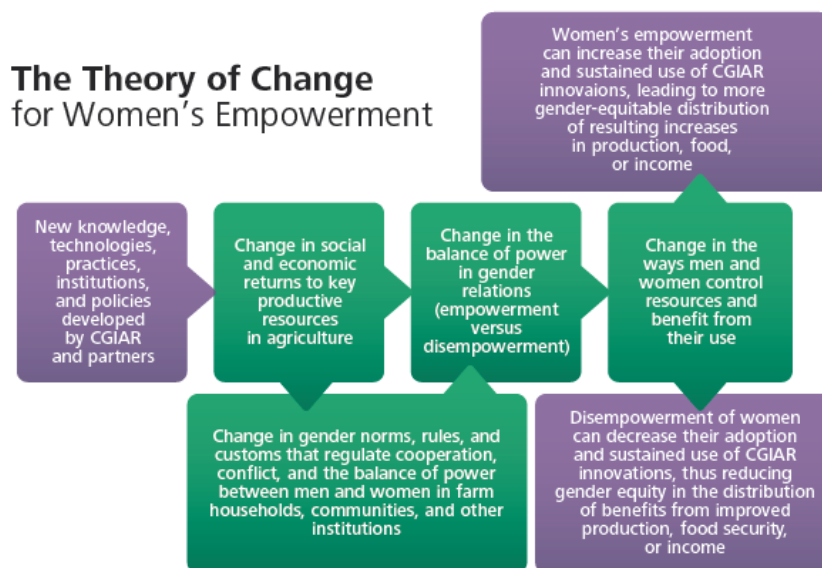 The Theory of Change
for Women's Empowerment
Women's empowerment
can increase their adoption
and sustained use of CGIAR
innovaions, leading to more
gender-equitable distribution
of resulting increases
in production, food,
or income
New knowledge,
technologies,
practices,
institutions,
and policies
developed
by CGIAR
and partners
Change in social
and economic
returns to key
productive
resources
in agriculture
Change in the
balance of power
in gender
relations
(empowerment
versus
disempowerment)
Change in the
ways men and
women control
resources and
benefit from
their use
Change in gender norms, rules, and
customs that regulate cooperation,
conflict, and the balance of power
between men and women in farm
households, communities, and other
institutions
Disempowerment of women
can decrease their adoption
and sustained use of CGIAR
innovations, thus reducing
gender equity in the distribution
of benefits from improved
production, food security,
or income